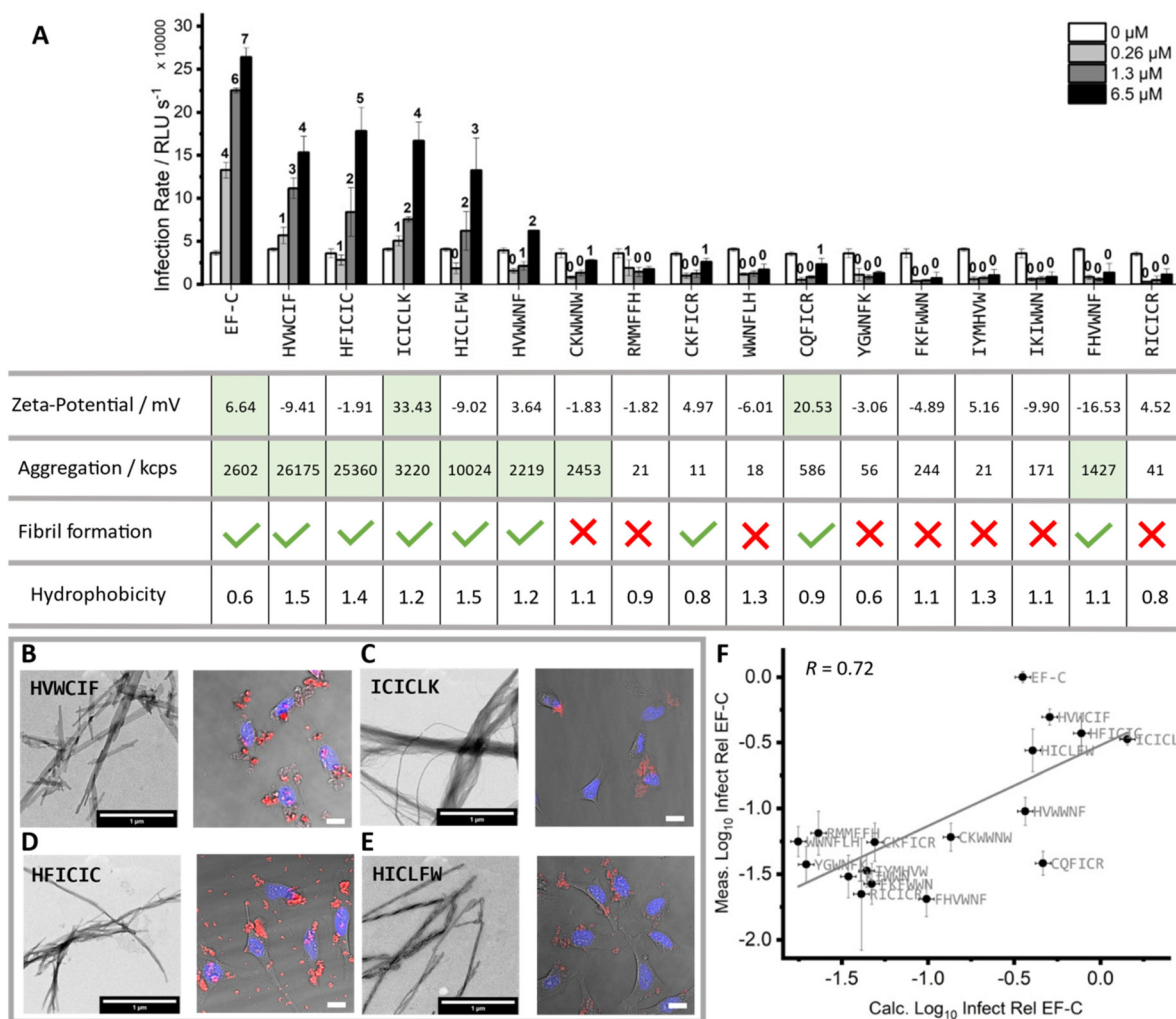 A
Infection Rate / RLU s⁻¹ x 10000
30
25
20
15
10
5
0
0 μM
0.26 μM
1.3 μM
6.5 μM
4 6 7
1 3 4
1 2 5
1 2 4
0 2 3
0 0 2
0 0 1
1 0 0
0 0 1
0 0 0
0 0 1
0 0 0
0 0 0
0 0 0
0 0 0
0 0 0
0 0 0
EF-C HVWCIF HFICIC ICICLK HICLFW HVWWNF CKWWNW RMMFFH CKFICR WWNFLH CQFICR YGWNFK FKFWWN IYMHVW IKIWWN FHVWNF RICICR
Zeta-Potential / mV 6.64 -9.41 -1.91 33.43 -9.02 3.64 -1.83 -1.82 4.97 -6.01 20.53 -3.06 -4.89 5.16 -9.90 -16.53 4.52
Aggregation / kcps 2602 26175 25360 3220 10024 2219 2453 21 11 18 586 56 244 21 171 1427 41
Fibril formation
Hydrophobicity 0.6 1.5 1.4 1.2 1.5 1.2 1.1 0.9 0.8 1.3 0.9 0.6 1.1 1.3 1.1 1.1 0.8
B
HVWCIF
1 μm
C
ICICLK
1 μm
D
HFICIC
1 μm
E
HICLFW
1 μm
F
R = 0.72
Meas. Log₁₀ Infect Rel EF-C
0.0
-0.5
-1.0
-1.5
-2.0
EF-C
HVWCIF
HFICIC
ICICL
HICLFW
HVWWNF
RMMFFH
WWNFLH
CKFICR
CKWWNW
CQFICR
YGWNFK
IYMHVW
FKFWWN
RICICR
FHVWNF
-1.5 -1.0 -0.5 0.0
Calc. Log₁₀ Infect Rel EF-C